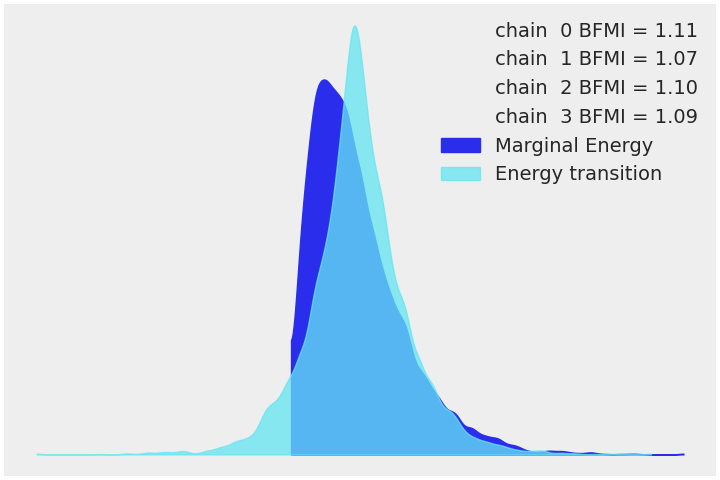 chain  0 BFMI = 1.11
chain  1 BFMI = 1.07
chain  2 BFMI = 1.10
chain  3 BFMI = 1.09
Marginal Energy
Energy transition